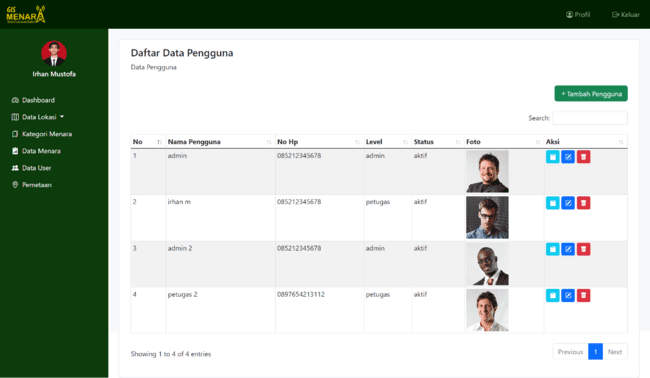 GIS
MENARA
Profil
Keluar
Irhan Mustofa
Dashboard
Data Lokasi
Kategori Menara
Data Menara
Data User
Pemetaan
Daftar Data Pengguna
Data Pengguna
+ Tambah Pengguna
Search:
No Nama Pengguna No Hp Level Status Foto Aksi
1 admin 085212345678 admin aktif
2 irhan m 085212345678 petugas aktif
3 admin 2 085212345678 admin aktif
4 petugas 2 0897654213112 petugas aktif
Showing 1 to 4 of 4 entries
Previous 1 Next